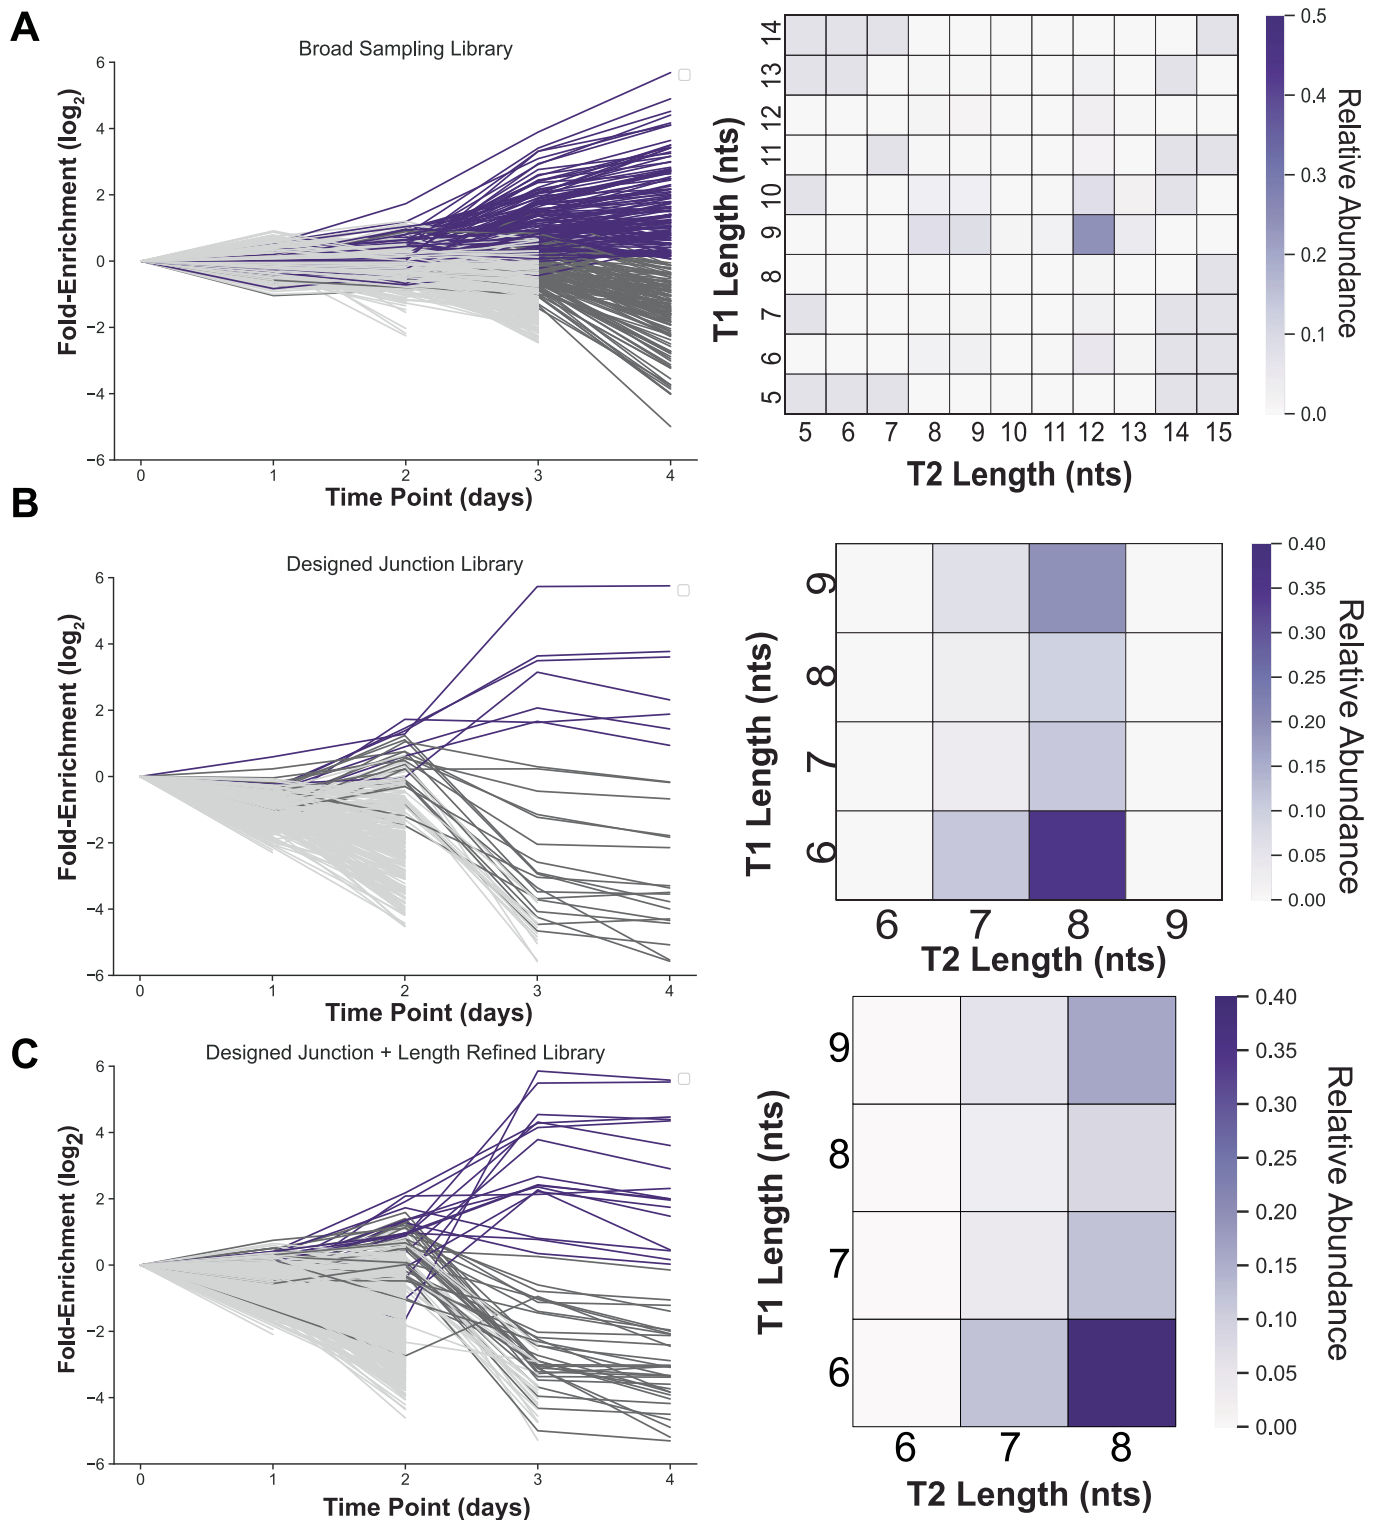 A
Broad Sampling Library
Fold-Enrichment (log2)
6
4
2
0
−2
−4
−6
0 1 2 3 4
Time Point (days)
T1 Length (nts)
14
13
12
11
10
9
8
7
6
5
5 6 7 8 9 10 11 12 13 14 15
T2 Length (nts)
0.5
0.4
0.3
0.2
0.1
0.0
Relative Abundance
B
Designed Junction Library
Fold-Enrichment (log2)
6
4
2
0
−2
−4
−6
0 1 2 3 4
Time Point (days)
T1 Length (nts)
9
8
7
6
6 7 8 9
T2 Length (nts)
0.40
0.35
0.30
0.25
0.20
0.15
0.10
0.05
0.00
Relative Abundance
C
Designed Junction + Length Refined Library
Fold-Enrichment (log2)
6
4
2
0
−2
−4
−6
0 1 2 3 4
Time Point (days)
T1 Length (nts)
9
8
7
6
6 7 8
T2 Length (nts)
0.40
0.35
0.30
0.25
0.20
0.15
0.10
0.05
0.00
Relative Abundance